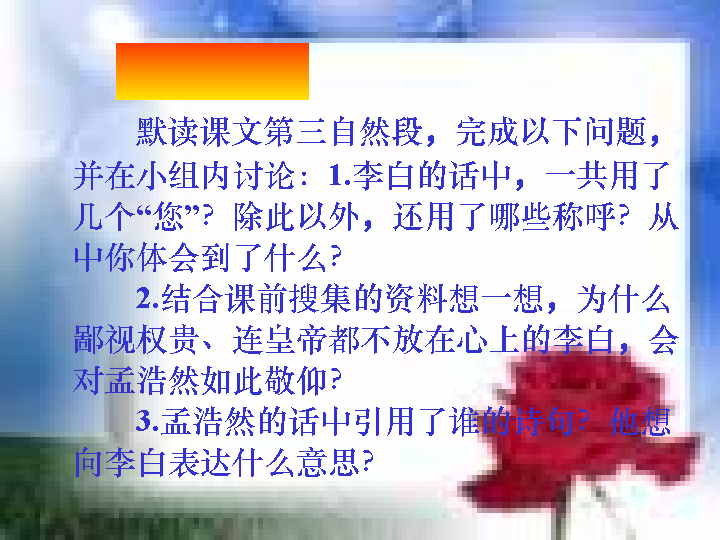 默读课文第三自然段，完成以下问题，
并在小组内讨论：1.李白的话中，一共用了
几个“您”？除此以外，还用了哪些称呼？从
中你体会到了什么？
2.结合课前搜集的资料想一想，为什么
鄙视权贵、连皇帝都不放在心上的李白，会
对孟浩然如此敬仰？
3.孟浩然的话中引用了谁的诗句？他想
向李白表达什么意思？